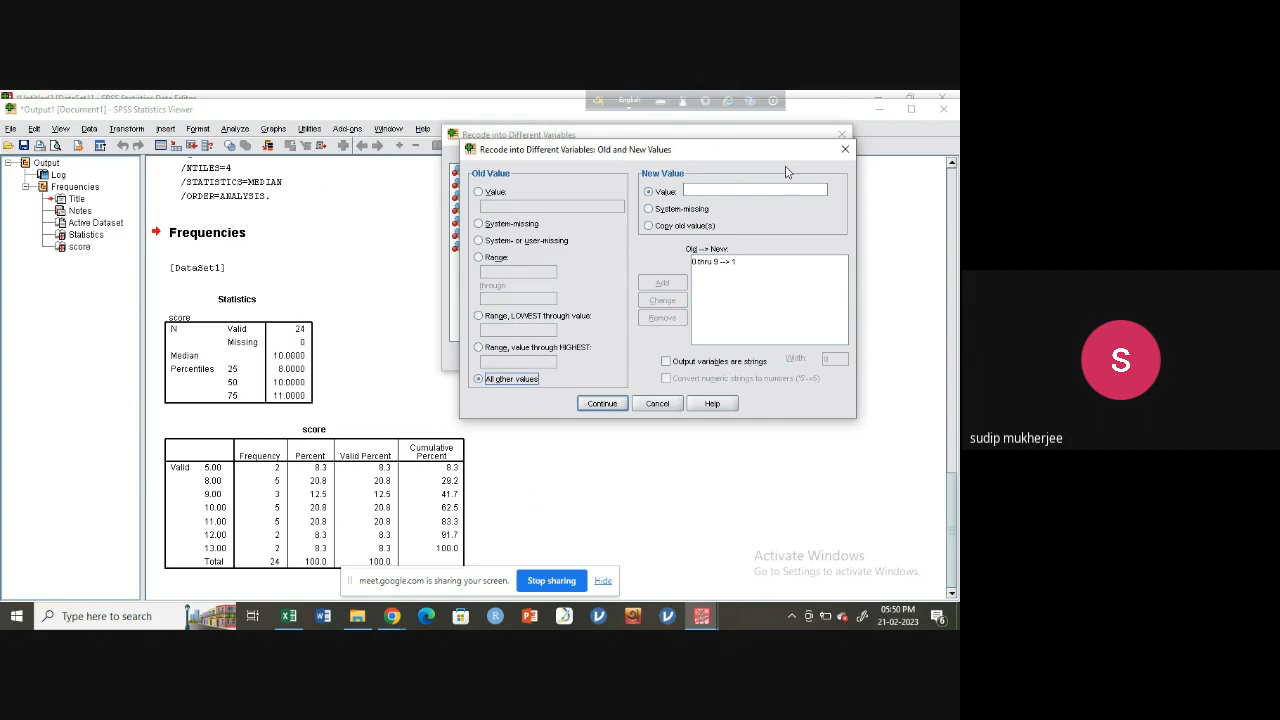 *Output1 [Document1] - SPSS Statistics Viewer
File Edit View Data Transform Insert Format Analyze Graphs Utilities Add-ons Window Help
English
Output
Log
Frequencies
Title
Notes
Active Dataset
Statistics
score
/NTILES=4
/STATISTICS=MEDIAN
/ORDER=ANALYSIS.
Frequencies
[DataSet1]
Statistics
score
N Valid 24
Missing 0
Median 10.0000
Percentiles 25 8.0000
50 10.0000
75 11.0000
score
Frequency Percent Valid Percent Cumulative Percent
Valid 5.00 2 8.3 8.3 8.3
8.00 5 20.8 20.8 29.2
9.00 3 12.5 12.5 41.7
10.00 5 20.8 20.8 62.5
11.00 5 20.8 20.8 83.3
12.00 2 8.3 8.3 91.7
13.00 2 8.3 8.3 100.0
Total 24 100.0 100.0
Recode into Different Variables
Recode into Different Variables: Old and New Values
Old Value
Value:
System-missing
System- or user-missing
Range:
through
Range, LOWEST through value:
Range, value through HIGHEST:
All other values
New Value
Value:
System-missing
Copy old value(s)
Old --> New:
0 thru 9 --> 1
Add
Change
Remove
Output variables are strings Width: 8
Convert numeric strings to numbers ('5'->5)
Continue Cancel Help
Activate Windows
Go to Settings to activate Windows.
meet.google.com is sharing your screen. Stop sharing Hide
Type here to search
05:50 PM
21-02-2023
6
S
sudip mukherjee